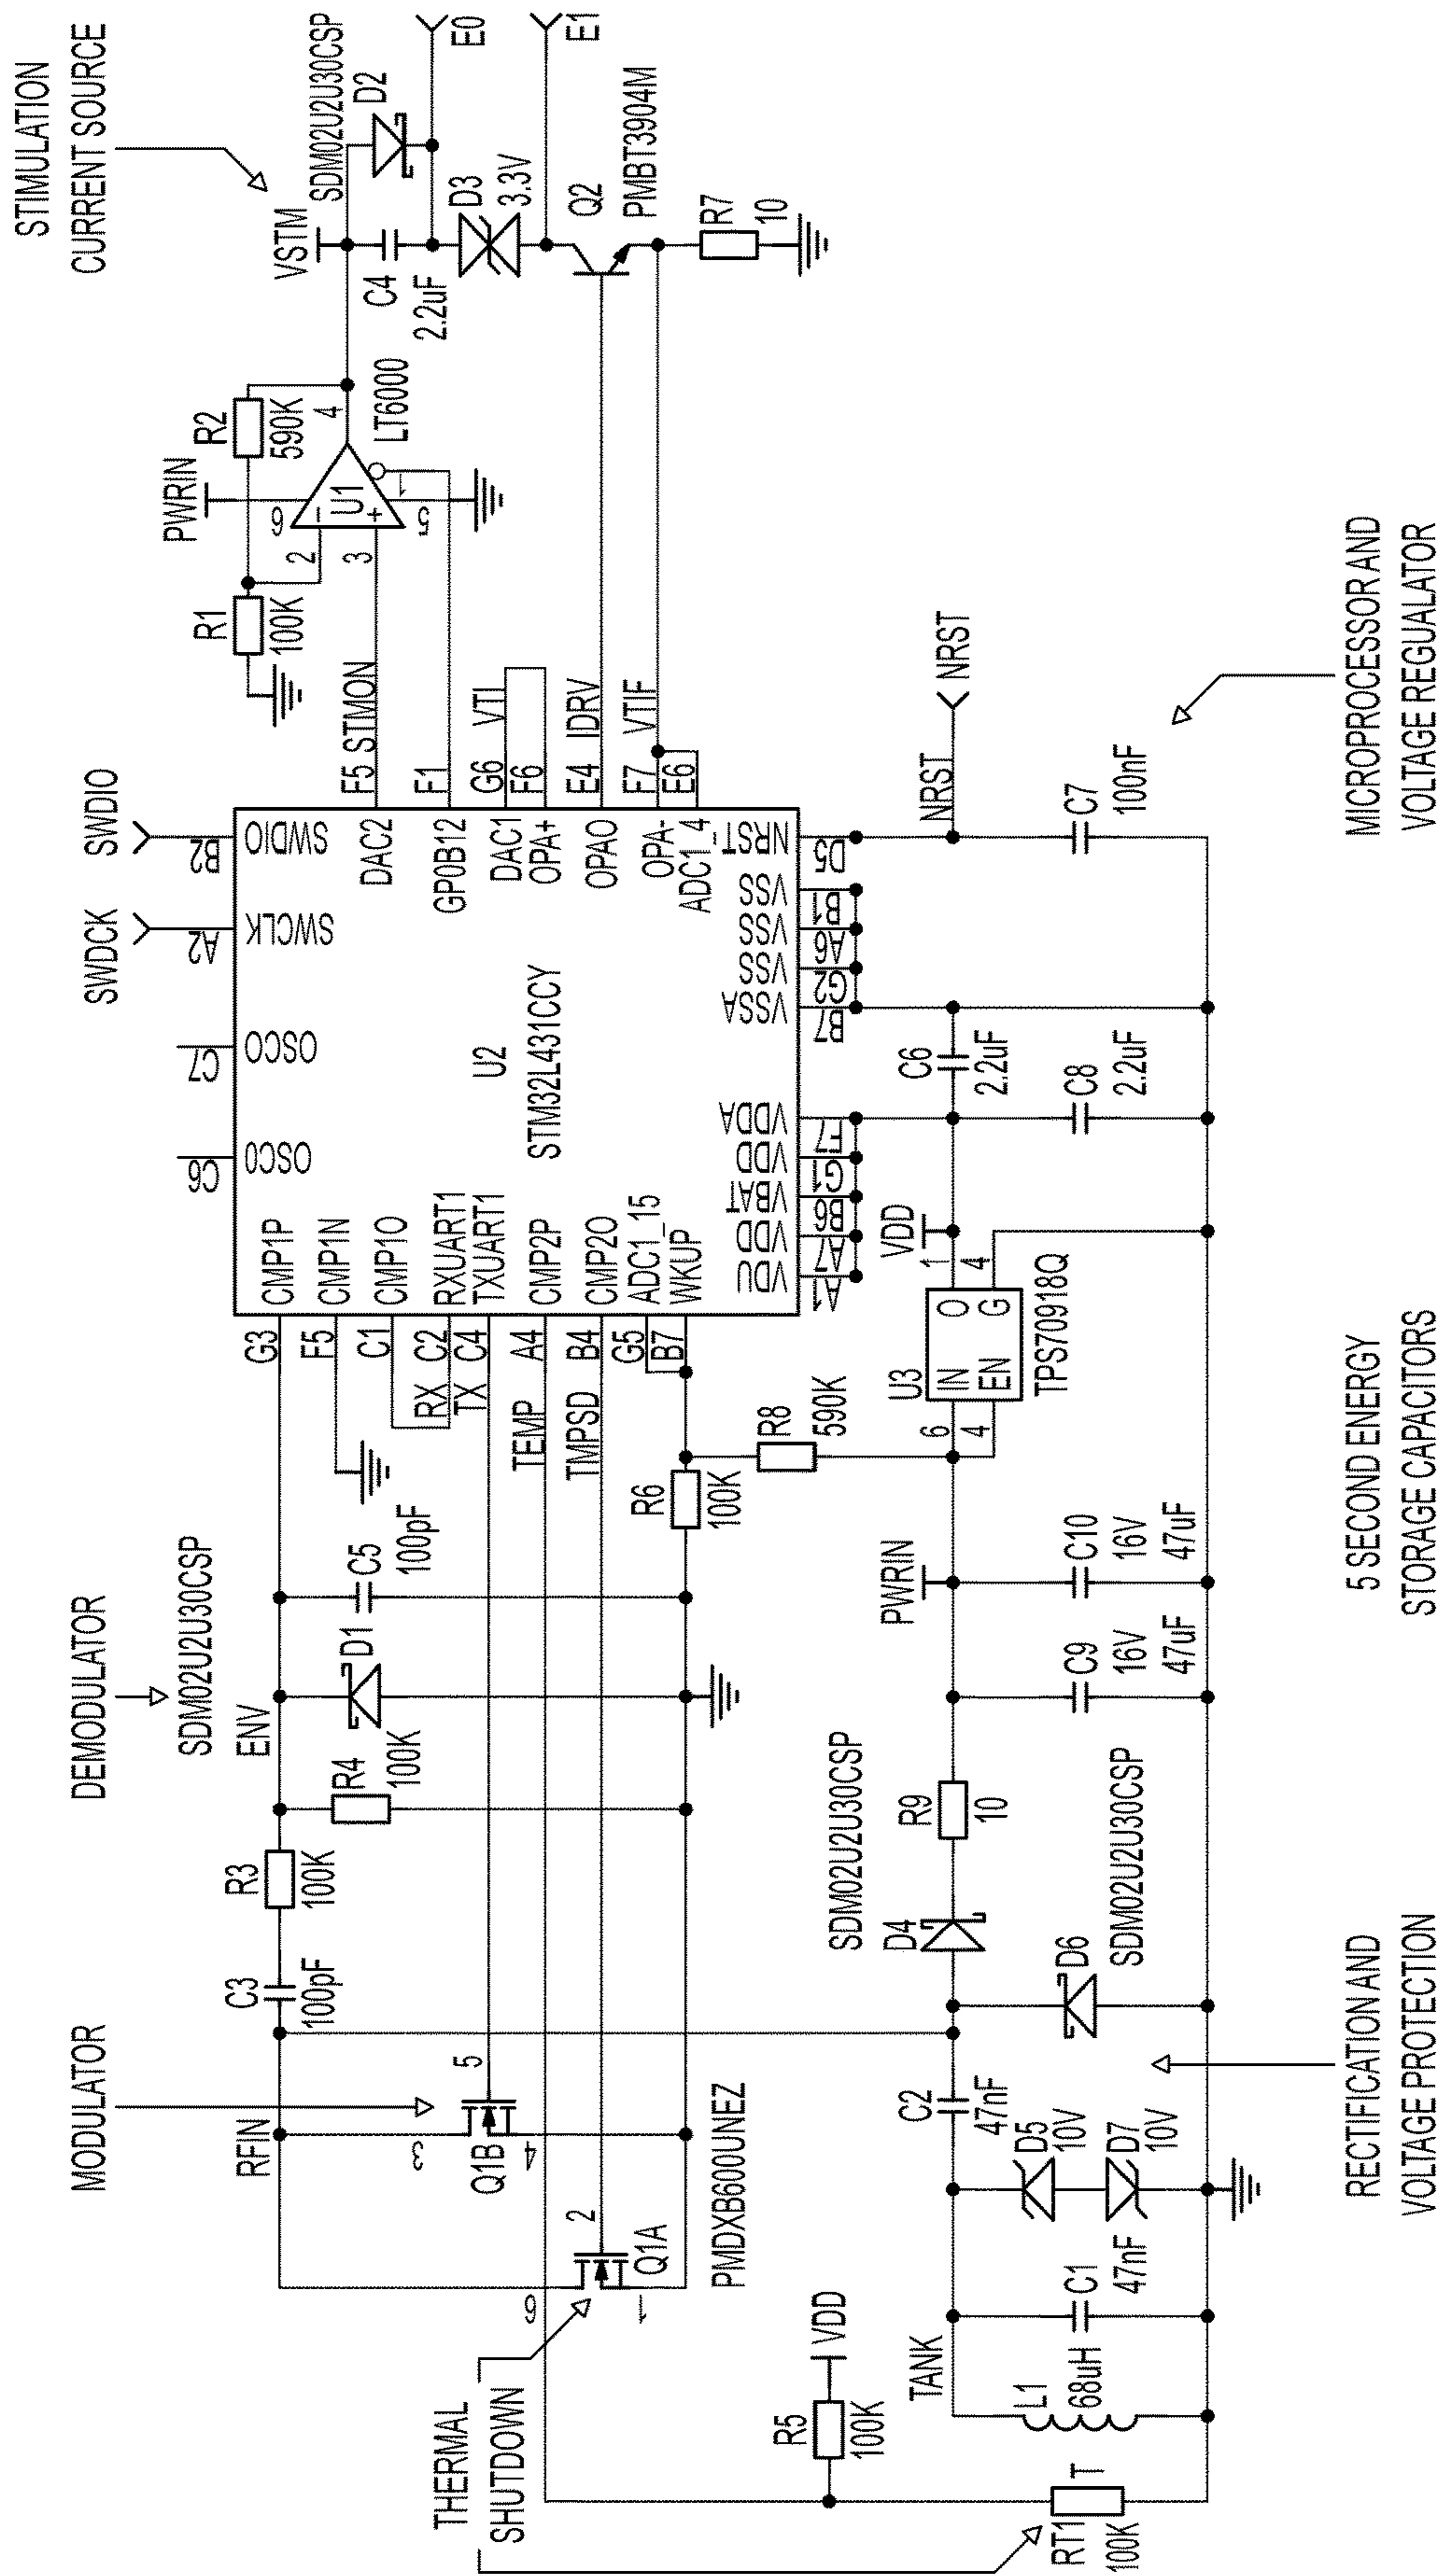 STIMULATION
CURRENT SOURCE
VSTM
SDM02U2U30CSP
D2
E0
C4
2.2uF
D3
3.3V
E1
Q2
PMBT3904M
R7
10
PWRIN
R2
590K
4
LT6000
6
U1
1
5
2
3
R1
100K
SWDIO
SWDCK
F5 STMON
F1
G6 VTI
F6
E4 IDRV
F7 VTIF
E6
B2
A2
C7
C6
SWDIO
SWCLK
OSCO
OSCO
DAC2
GP0B12
DAC1
OPA+
OPAO
OPA-
ADC1_4
U2
STM32L431CCY
NRST
VSS
VSS
VSS
VSSA
VDDA
VDD
VBAT
VDD
VDU
D5
B1
A6
G2
B7
F7
G1
B6
A7
A1
NRST
NRST
C7
100nF
MICROPROCESSOR AND
VOLTAGE REGUALATOR
C6
2.2uF
C8
2.2uF
VDD
CMP1P
CMP1N
CMP1O
RXUART1
TXUART1
CMP2P
CMP2O
ADC1_15
WKUP
G3
F5
C1
RX C2
TX C4
TEMP A4
TMPSD B4
G5
B7
1
4
O
G
IN
EN
U3
TPS70918Q
6
4
R8
590K
R6
100K
5 SECOND ENERGY
STORAGE CAPACITORS
PWRIN
C10
16V
47uF
C9
16V
47uF
DEMODULATOR
SDM02U2U30CSP
ENV
D1
C5
100pF
R4
100K
R3
100K
C3
100pF
SDM02U2U30CSP
D4
R9
10
D6
SDM02U2U30CSP
MODULATOR
RFIN
5
3
Q1B
4
2
Q1A
6
1
PMDXB600UNEZ
C2
47nF
D5
10V
D7
10V
RECTIFICATION AND
VOLTAGE PROTECTION
THERMAL
SHUTDOWN
VDD
R5
100K
TANK
C1
47nF
L1
68uH
T
RT1
100K